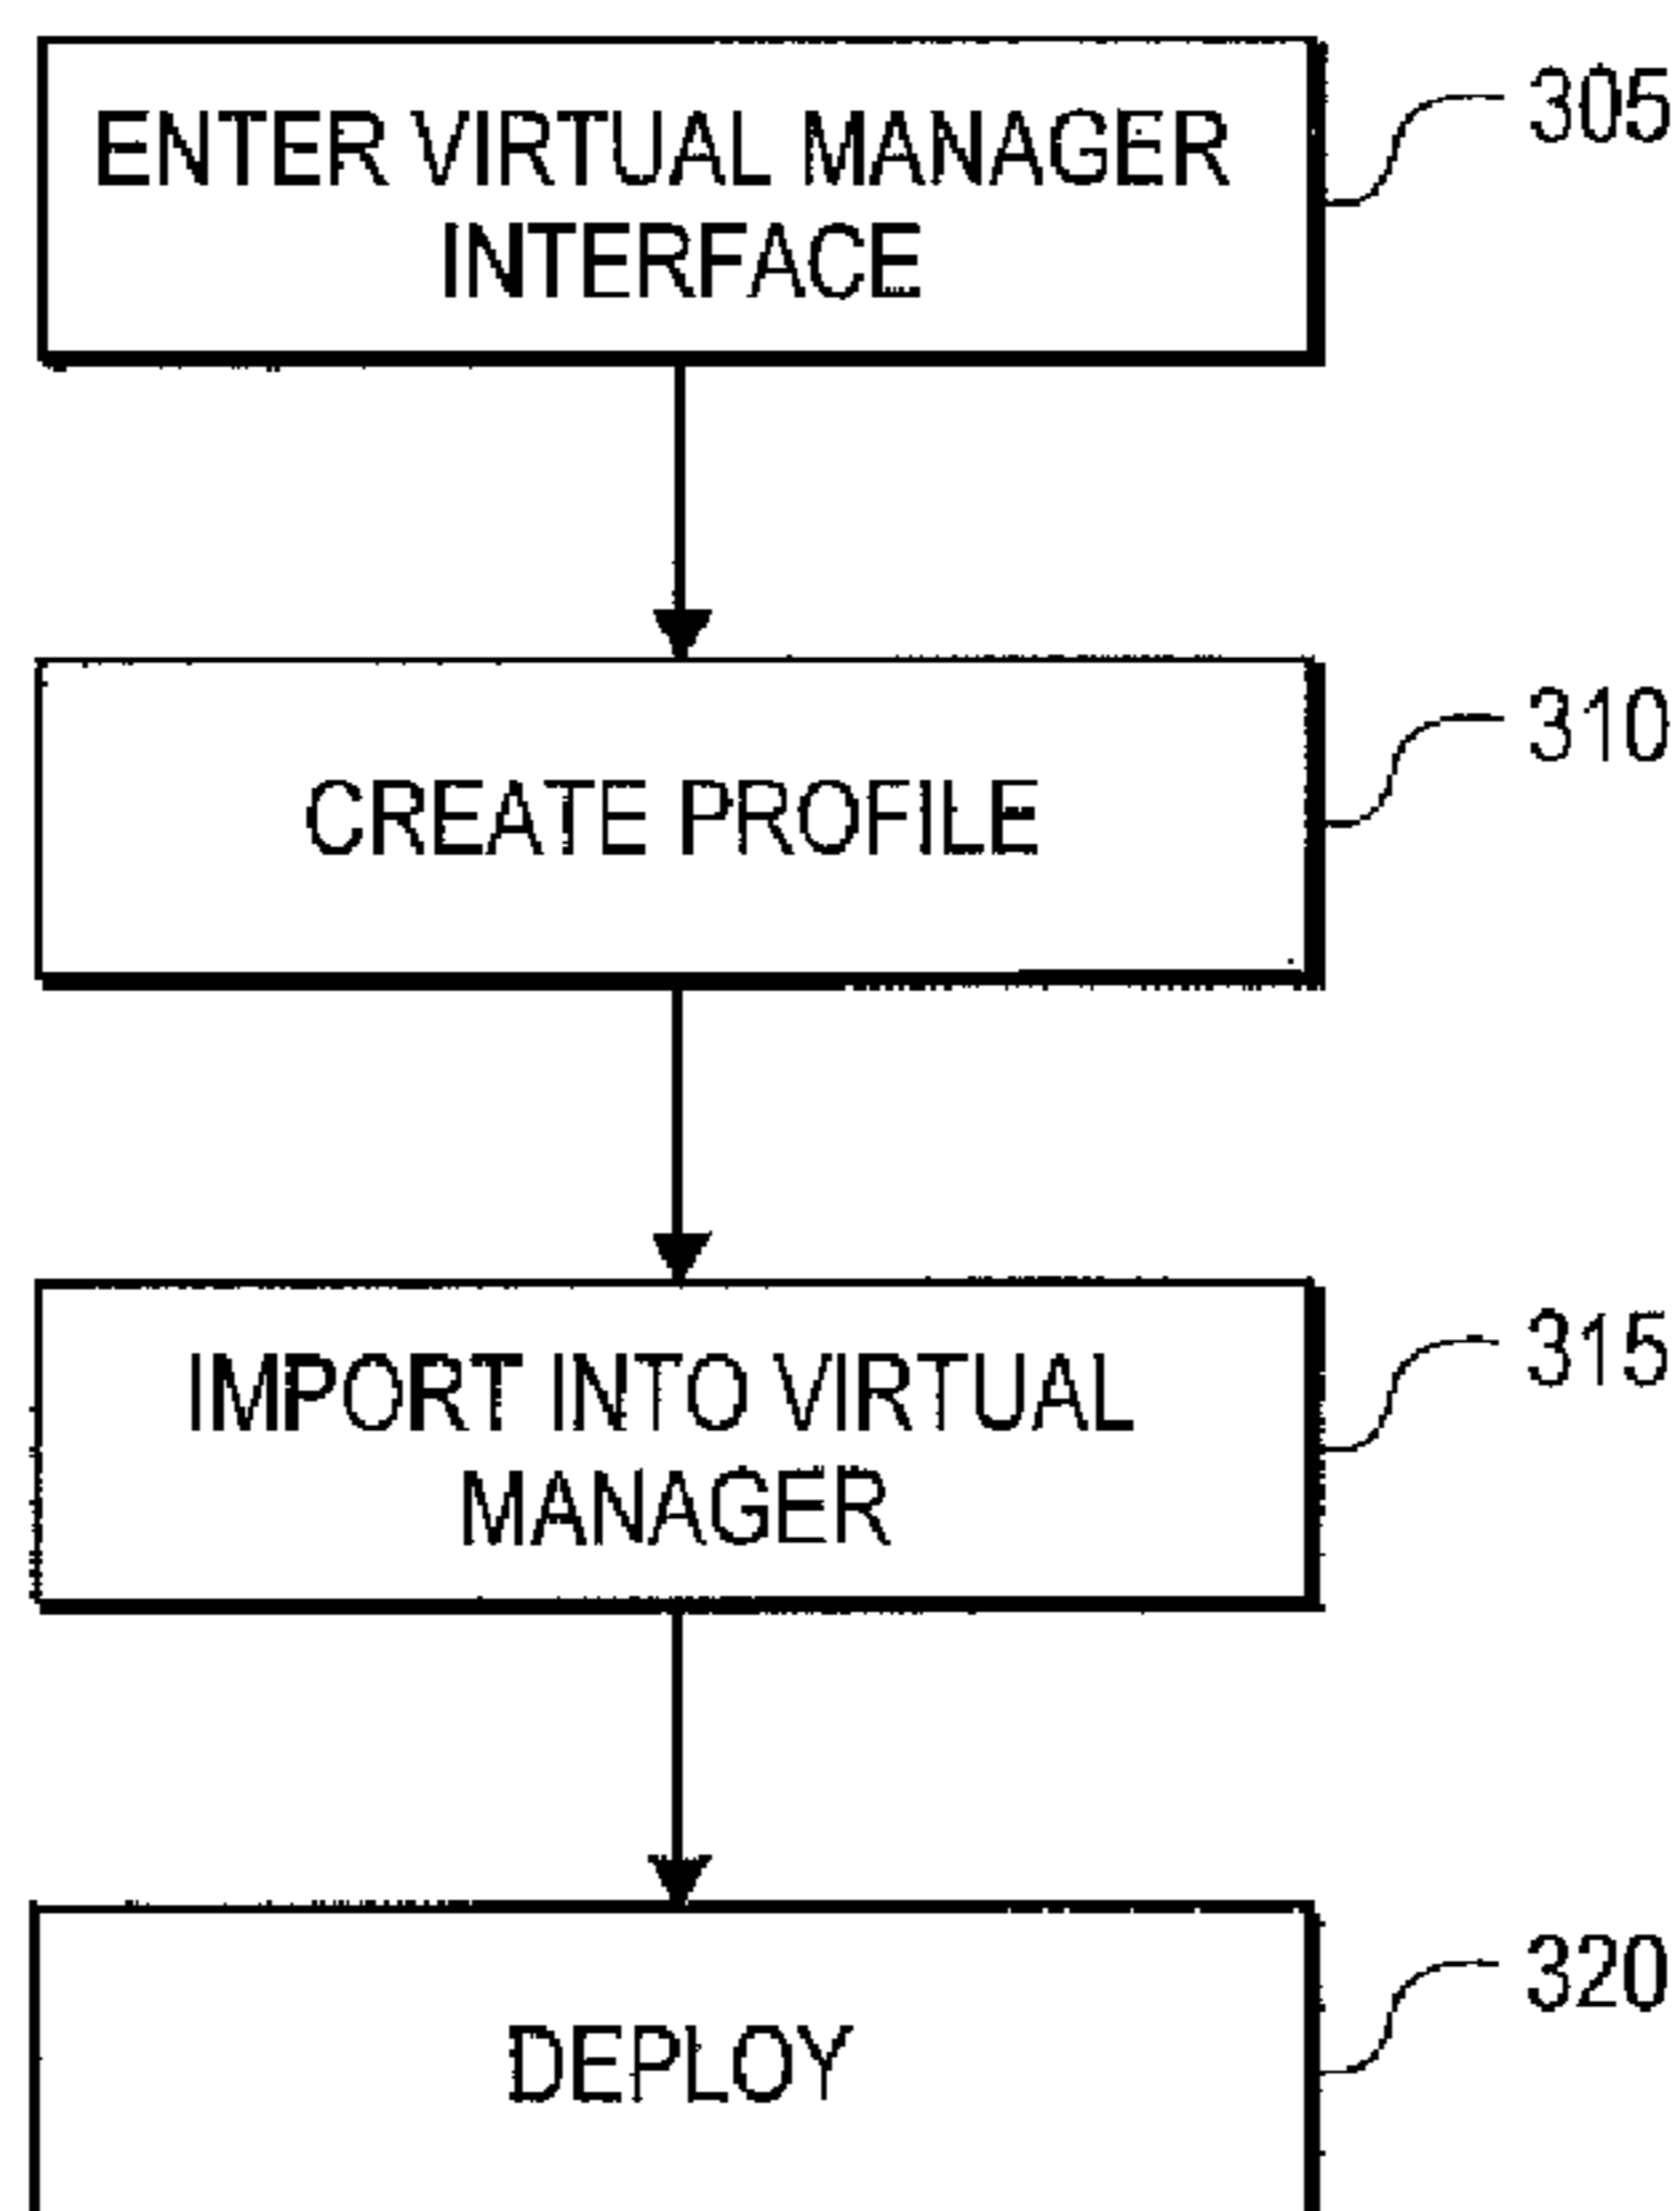 ENTER VIRTUAL MANAGER
INTERFACE
305
CREATE PROFILE
310
IMPORT INTO VIRTUAL
MANAGER
315
DEPLOY
320